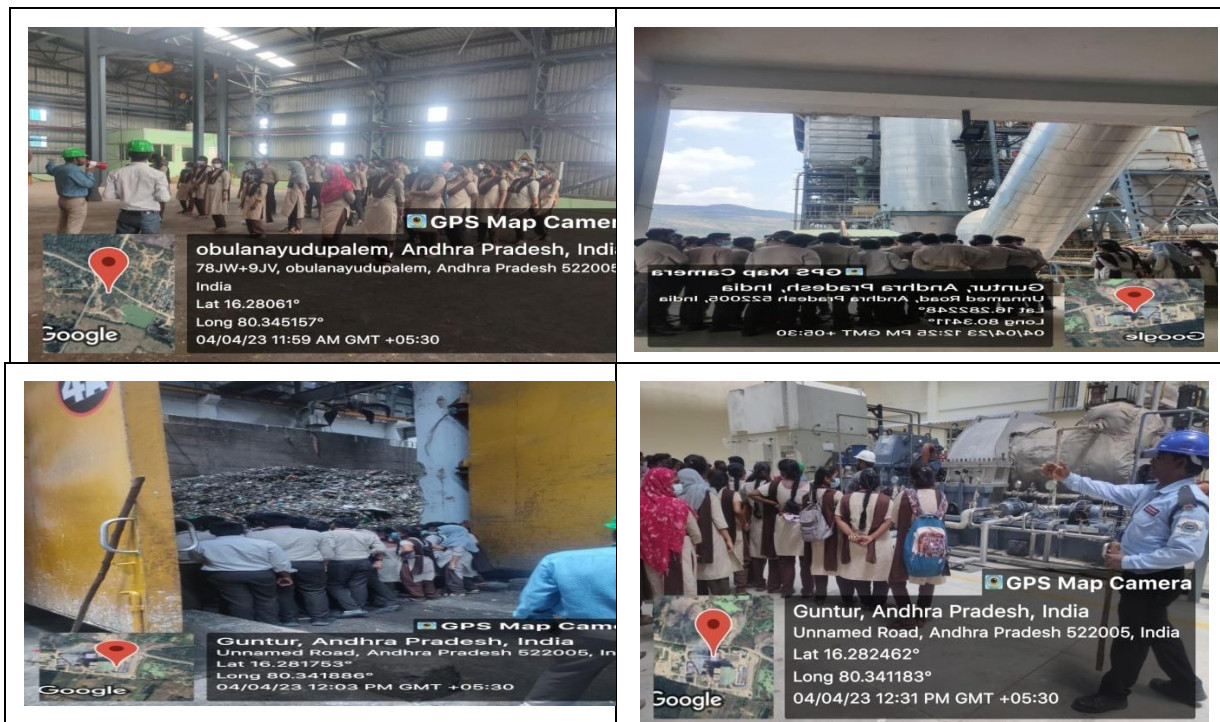 GPS Map Camer
obulanayudupalem, Andhra Pradesh, Indi
78JW+9JV, obulanayudupalem, Andhra Pradesh 522005
India
Lat 16.28061°
Long 80.345157°
04/04/23 11:59 AM GMT +05:30
Google
GPS Map Camera
Guntur, Andhra Pradesh, India
Unnamed Road, Andhra Pradesh 522005, India
Lat 16.282248°
Long 80.3411°
04/04/23 12:25 PM GMT +05:30
Google
4A
GPS Map Cam
Guntur, Andhra Pradesh, India
Unnamed Road, Andhra Pradesh 522005, In
Lat 16.281753°
Long 80.341886°
04/04/23 12:03 PM GMT +05:30
Google
GPS Map Camera
Guntur, Andhra Pradesh, India
Unnamed Road, Andhra Pradesh 522005, India
Lat 16.282462°
Long 80.341183°
04/04/23 12:31 PM GMT +05:30
Google